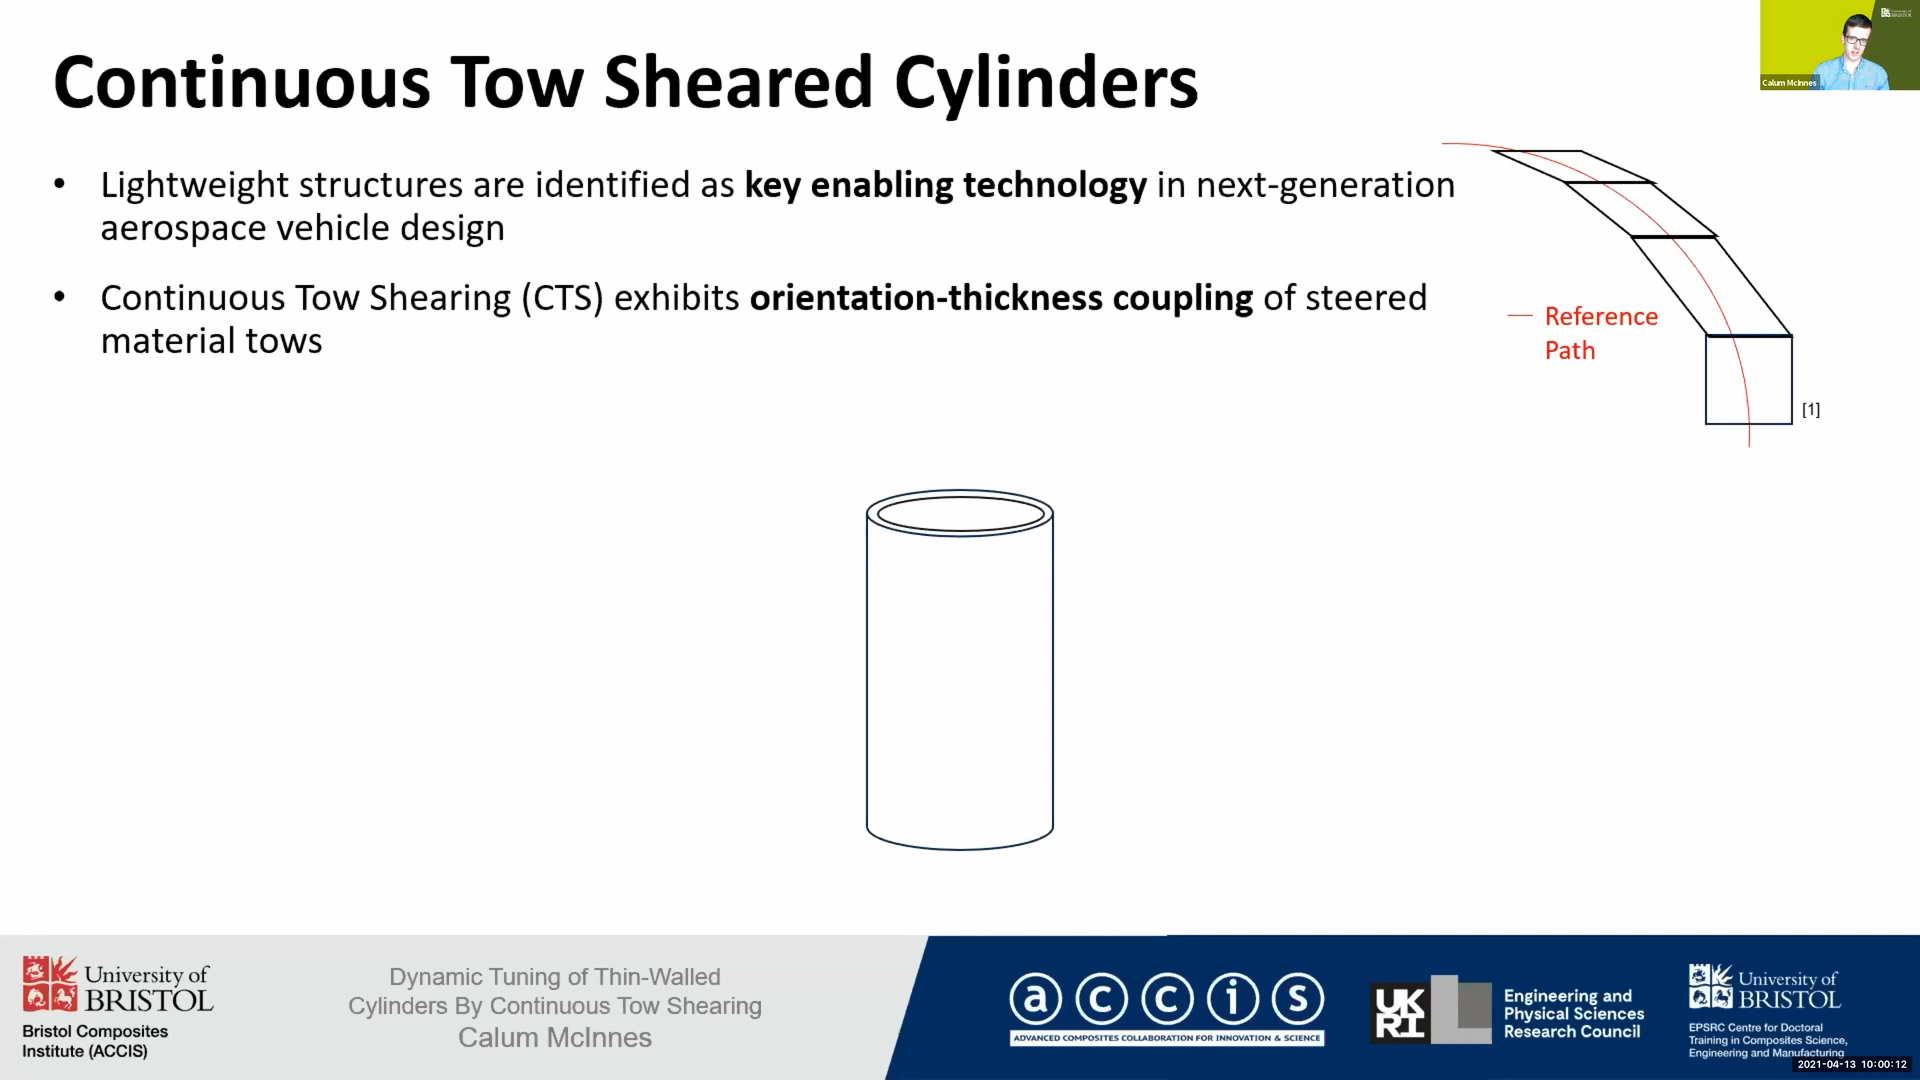 Continuous Tow Sheared Cylinders
Calum McInnes
• Lightweight structures are identified as key enabling technology in next-generation
aerospace vehicle design
• Continuous Tow Shearing (CTS) exhibits orientation-thickness coupling of steered
material tows
Reference
Path
[1]
University of
BRISTOL
Bristol Composites
Institute (ACCIS)
Dynamic Tuning of Thin-Walled
Cylinders By Continuous Tow Shearing
Calum McInnes
accis
ADVANCED COMPOSITES COLLABORATION FOR INNOVATION & SCIENCE
UK
RI
Engineering and
Physical Sciences
Research Council
University of
BRISTOL
EPSRC Centre for Doctoral
Training in Composites Science,
Engineering and Manufacturing
2021-04-13 10:00:12